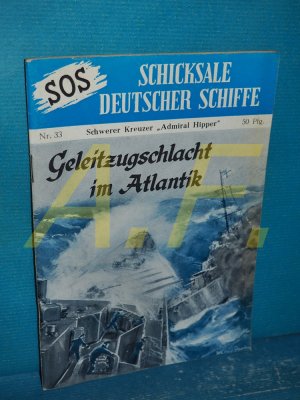 SOS
SCHICKSALE
DEUTSCHER SCHIFFE
Nr. 33 Schwerer Kreuzer „Admiral Hipper" 50 Pfg.
Geleitzugschlacht
im Atlantik
A.F.